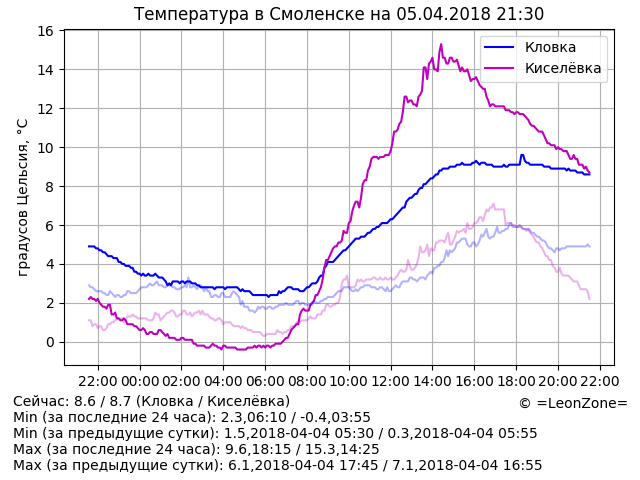 Температура в Смоленске на 05.04.2018 21:30
градусов Цельсия, °C
16
14
12
10
8
6
4
2
0
Кловка
Киселёвка
22:00 00:00 02:00 04:00 06:00 08:00 10:00 12:00 14:00 16:00 18:00 20:00 22:00
Сейчас: 8.6 / 8.7 (Кловка / Киселёвка)
© =LeonZone=
Min (за последние 24 часа): 2.3,06:10 / -0.4,03:55
Min (за предыдущие сутки): 1.5,2018-04-04 05:30 / 0.3,2018-04-04 05:55
Max (за последние 24 часа): 9.6,18:15 / 15.3,14:25
Max (за предыдущие сутки): 6.1,2018-04-04 17:45 / 7.1,2018-04-04 16:55